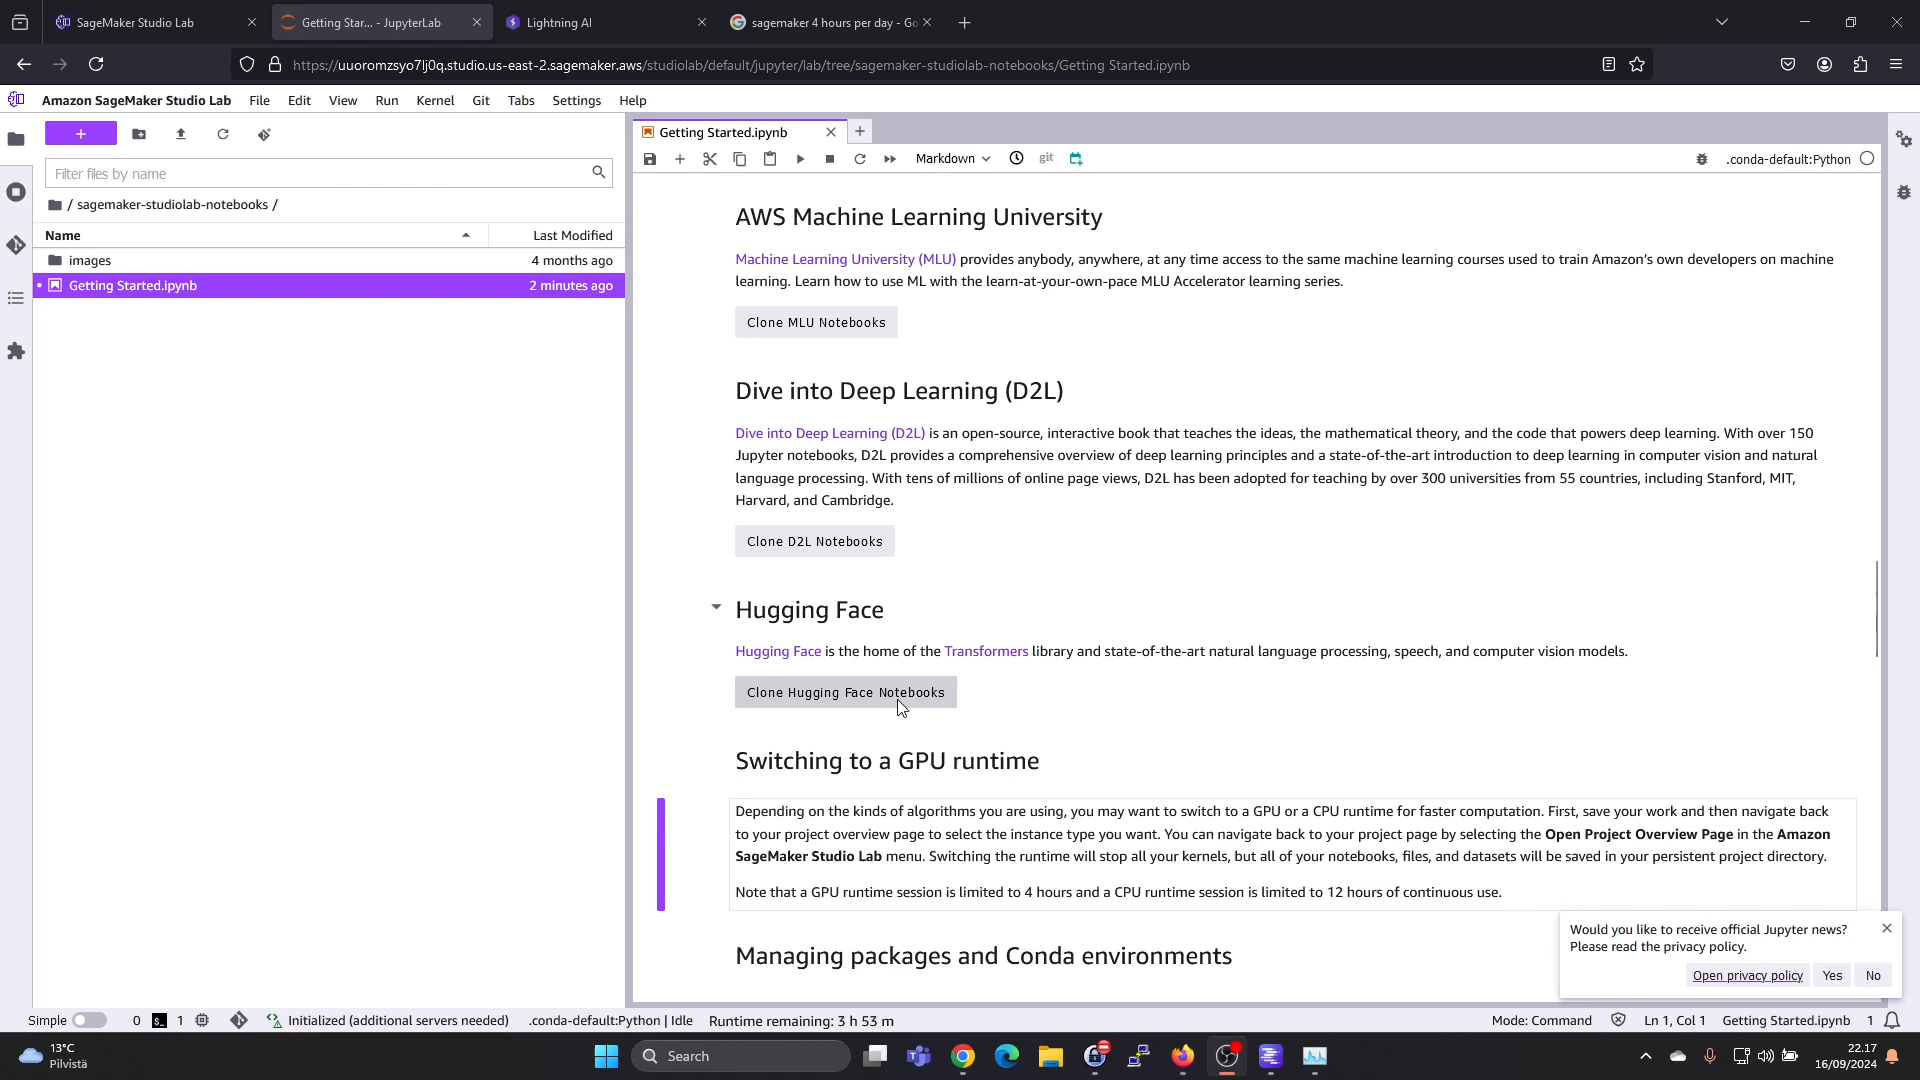 SageMaker Studio Lab
Getting Star... - JupyterLab
Lightning AI
sagemaker 4 hours per day - Go
https://uuoromzsyo7lj0q.studio.us-east-2.sagemaker.aws/studiolab/default/jupyter/lab/tree/sagemaker-studiolab-notebooks/Getting Started.ipynb
Amazon SageMaker Studio Lab File Edit View Run Kernel Git Tabs Settings Help
Filter files by name
/ sagemaker-studiolab-notebooks /
Name Last Modified
images 4 months ago
Getting Started.ipynb 2 minutes ago
Getting Started.ipynb
Markdown git .conda-default:Python
AWS Machine Learning University
Machine Learning University (MLU) provides anybody, anywhere, at any time access to the same machine learning courses used to train Amazon's own developers on machine
learning. Learn how to use ML with the learn-at-your-own-pace MLU Accelerator learning series.
Clone MLU Notebooks
Dive into Deep Learning (D2L)
Dive into Deep Learning (D2L) is an open-source, interactive book that teaches the ideas, the mathematical theory, and the code that powers deep learning. With over 150
Jupyter notebooks, D2L provides a comprehensive overview of deep learning principles and a state-of-the-art introduction to deep learning in computer vision and natural
language processing. With tens of millions of online page views, D2L has been adopted for teaching by over 300 universities from 55 countries, including Stanford, MIT,
Harvard, and Cambridge.
Clone D2L Notebooks
Hugging Face
Hugging Face is the home of the Transformers library and state-of-the-art natural language processing, speech, and computer vision models.
Clone Hugging Face Notebooks
Switching to a GPU runtime
Depending on the kinds of algorithms you are using, you may want to switch to a GPU or a CPU runtime for faster computation. First, save your work and then navigate back
to your project overview page to select the instance type you want. You can navigate back to your project page by selecting the Open Project Overview Page in the Amazon
SageMaker Studio Lab menu. Switching the runtime will stop all your kernels, but all of your notebooks, files, and datasets will be saved in your persistent project directory.
Note that a GPU runtime session is limited to 4 hours and a CPU runtime session is limited to 12 hours of continuous use.
Managing packages and Conda environments
Would you like to receive official Jupyter news?
Please read the privacy policy.
Open privacy policy Yes No
Simple 0 1 Initialized (additional servers needed) .conda-default:Python | Idle Runtime remaining: 3 h 53 m Mode: Command Ln 1, Col 1 Getting Started.ipynb 1
13°C
Pilvistä
Search
22.17
16/09/2024